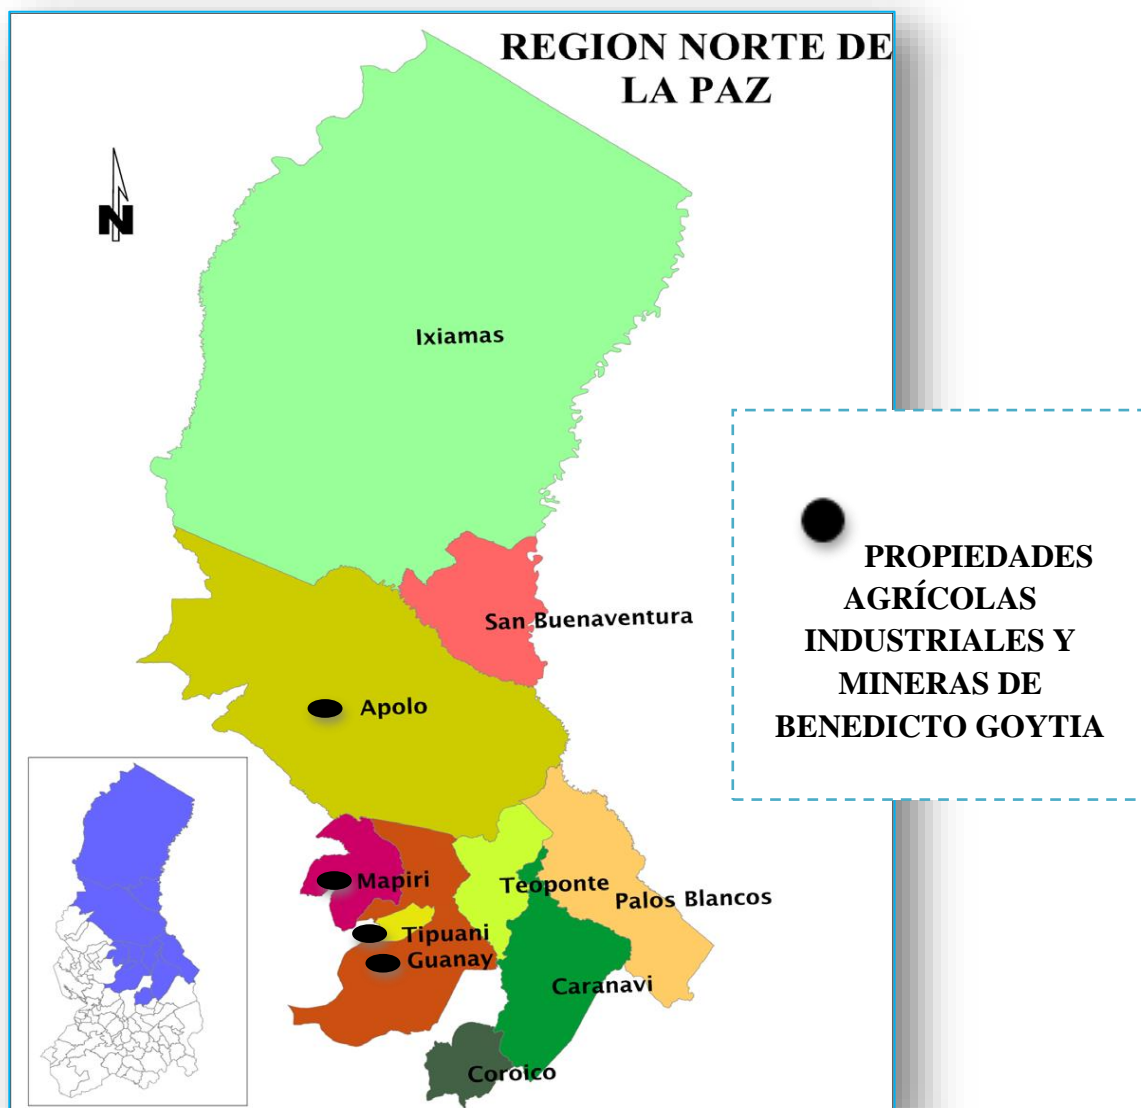 REGION NORTE DE
LA PAZ
N
Ixiamas
San Buenaventura
Apolo
Mapiri
Teoponte
Palos Blancos
Tipuani
Guanay
Caranavi
Coroico
PROPIEDADES
AGRÍCOLAS
INDUSTRIALES Y
MINERAS DE
BENEDICTO GOYTIA